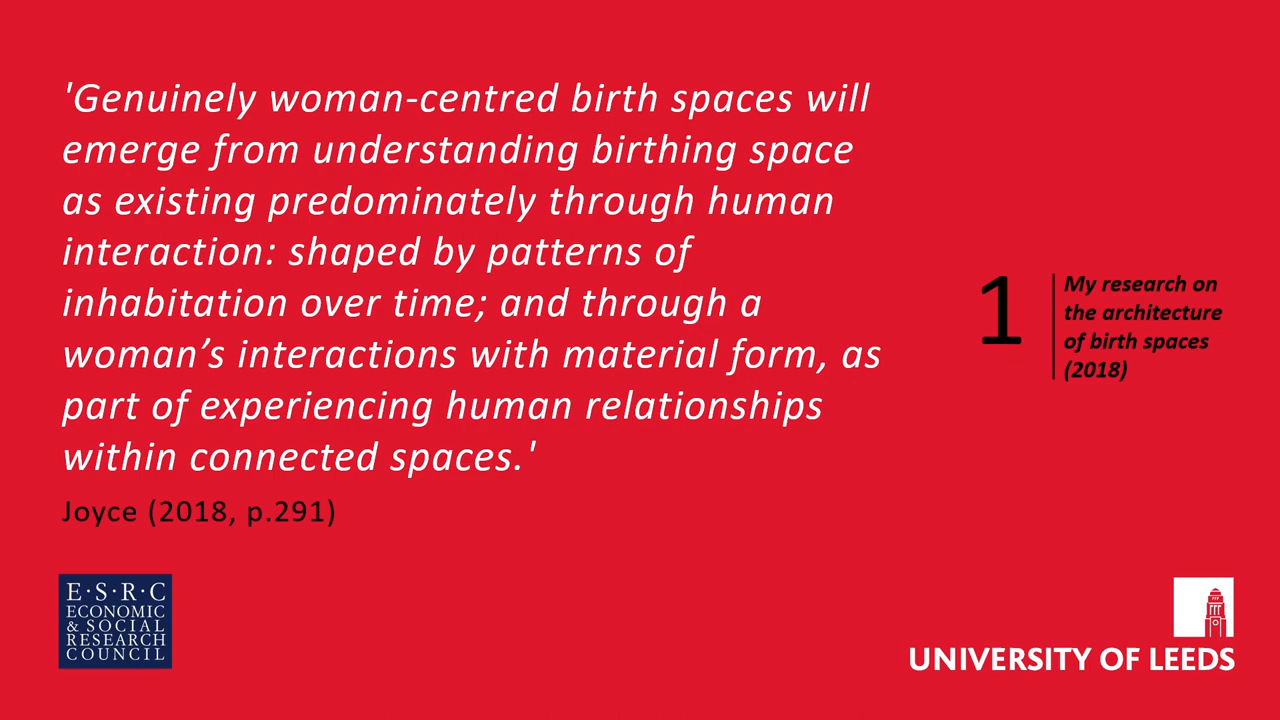 'Genuinely woman-centred birth spaces will
emerge from understanding birthing space
as existing predominately through human
interaction: shaped by patterns of
inhabitation over time; and through a
woman’s interactions with material form, as
part of experiencing human relationships
within connected spaces.'
Joyce (2018, p.291)
1
My research on
the architecture
of birth spaces
(2018)
E·S·R·C
ECONOMIC
& SOCIAL
RESEARCH
COUNCIL
UNIVERSITY OF LEEDS